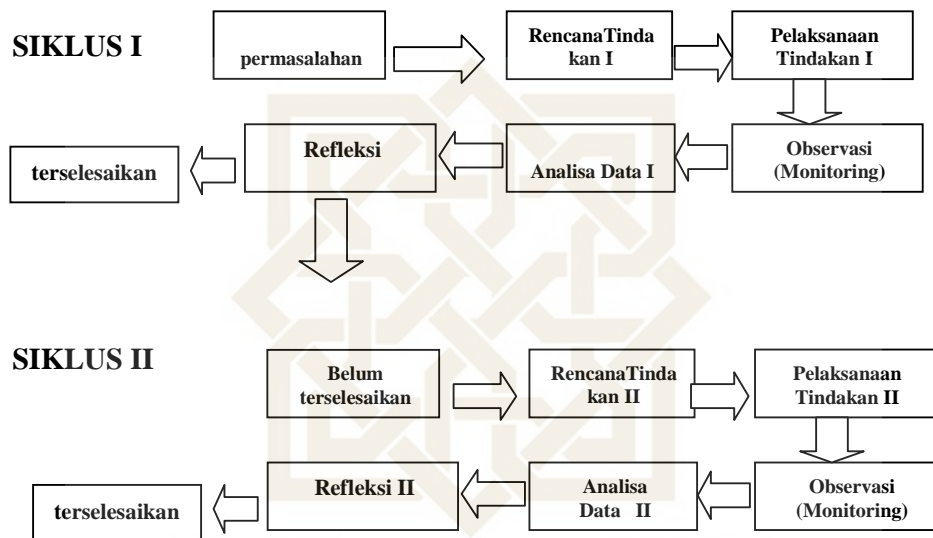 SIKLUS I
permasalahan
RencanaTinda
kan I
Pelaksanaan
Tindakan I
Observasi
(Monitoring)
Analisa Data I
Refleksi
terselesaikan
SIKLUS II
Belum
terselesaikan
RencanaTinda
kan II
Pelaksanaan
Tindakan II
Observasi
(Monitoring)
Analisa
Data II
Refleksi II
terselesaikan